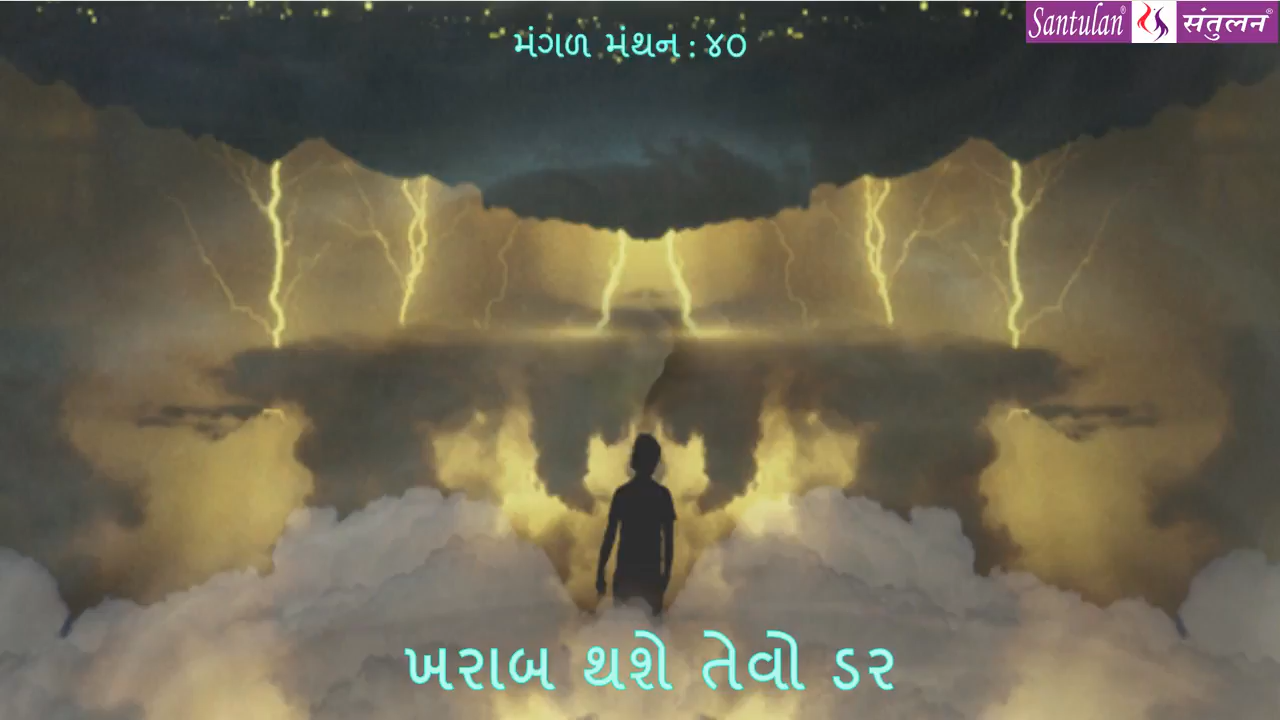 Santulan® संतुलन®
મંગળ મંથન : ૪૦
ખરાબ થશે તેવો ડર